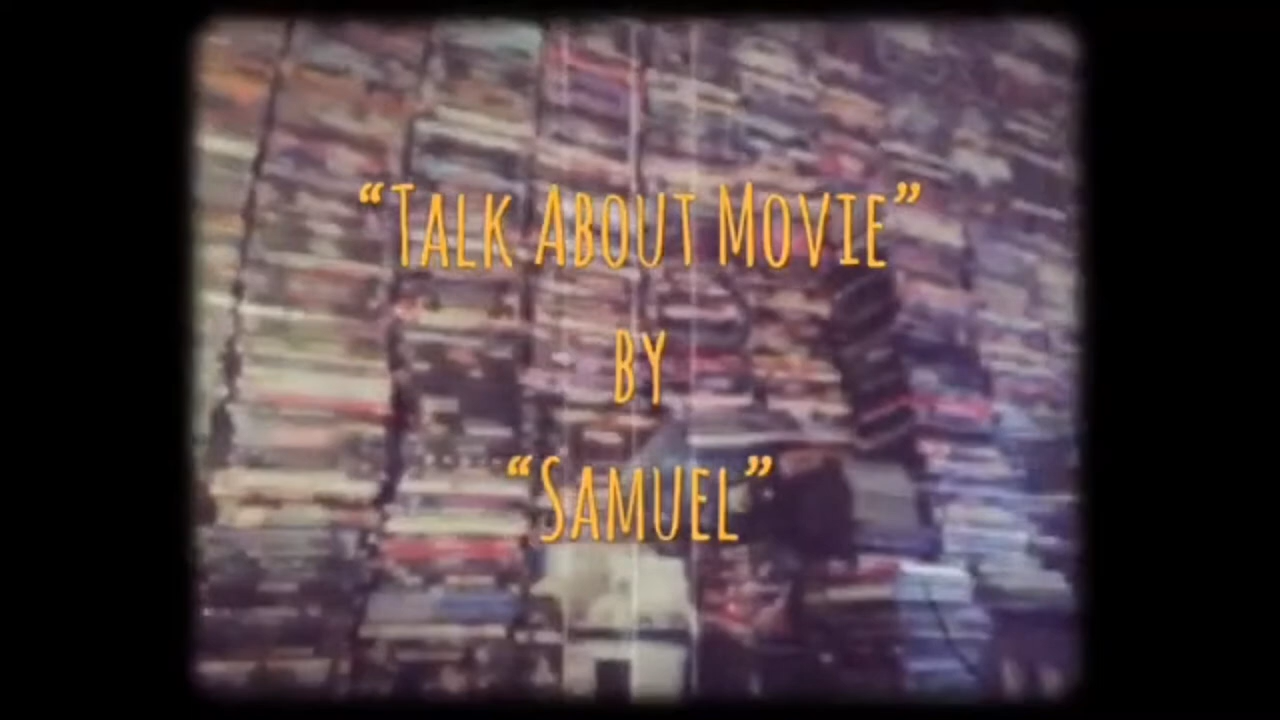 “Talk About Movie”
by
“Samuel”